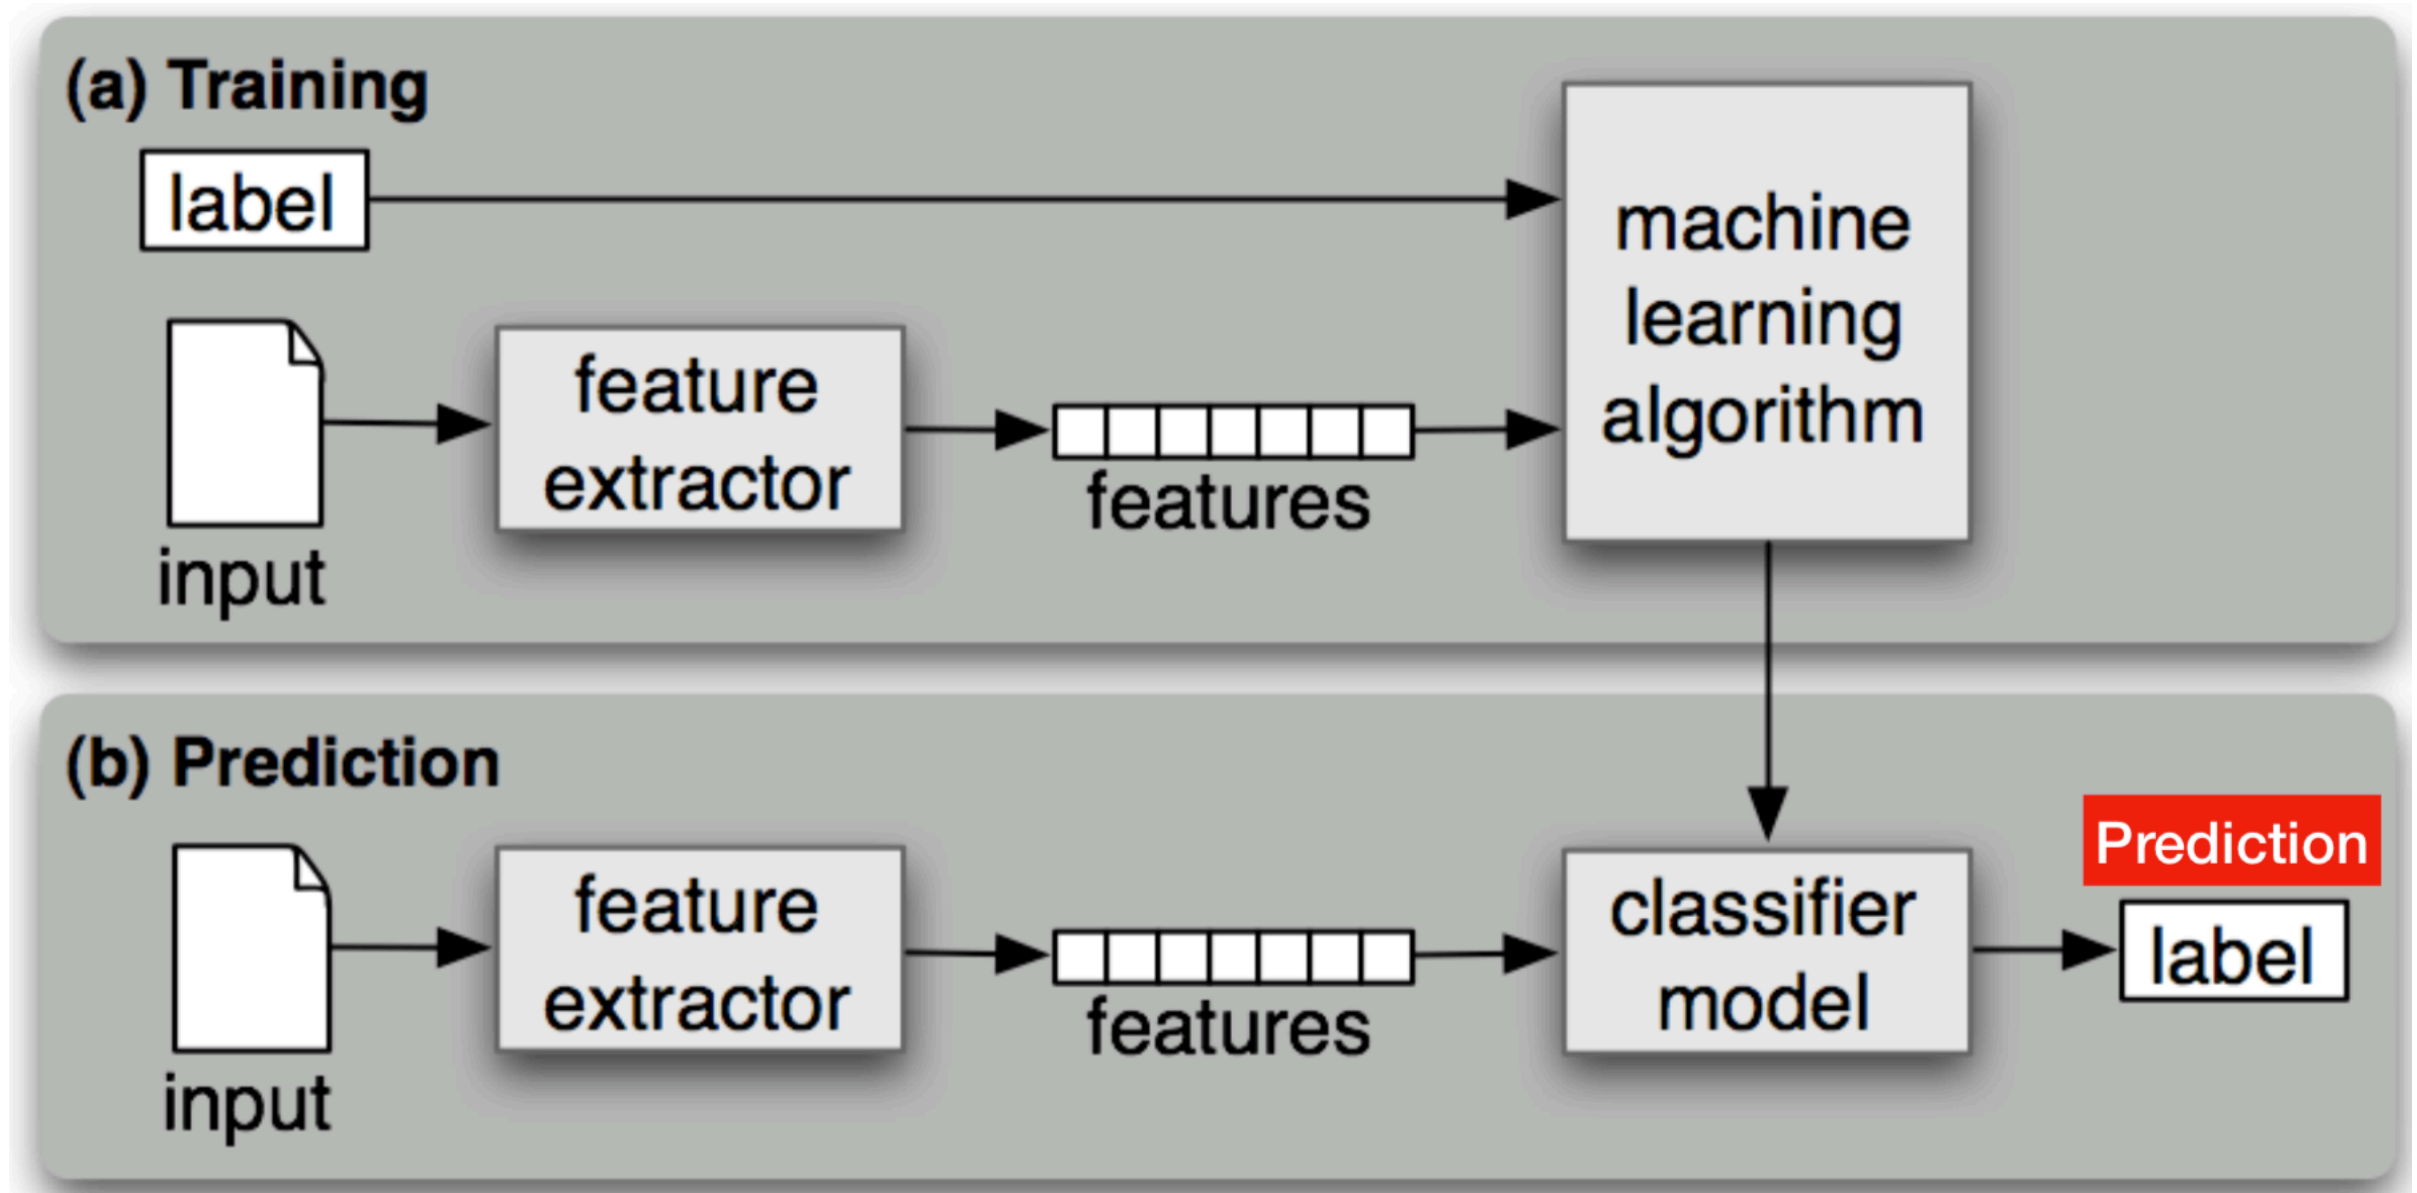 (a) Training
label
machine
learning
algorithm
feature
extractor
features
input
(b) Prediction
Prediction
feature
extractor
features
classifier
model
label
input